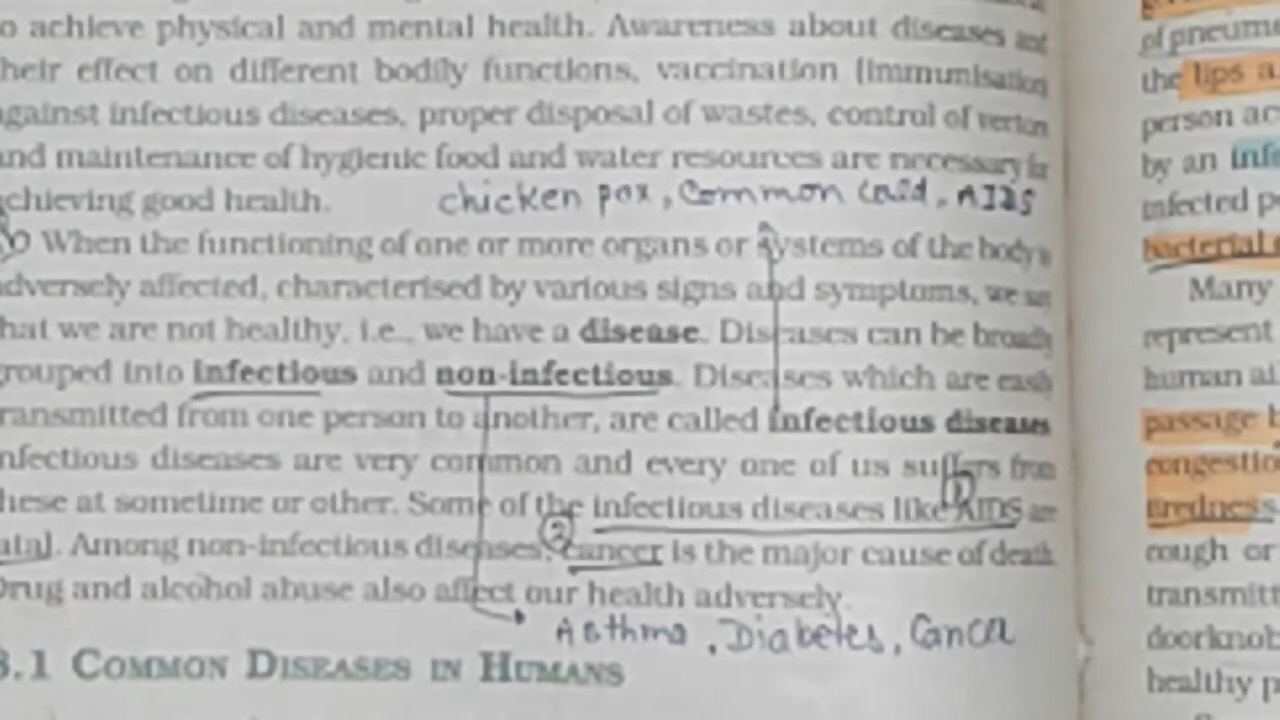 o achieve physical and mental health. Awareness about diseases and
heir effect on different bodily functions, vaccination (immunisation)
gainst infectious diseases, proper disposal of wastes, control of vectors
nd maintenance of hygienic food and water resources are necessary for
chieving good health.
chicken pox, Common Cold, AIDS
When the functioning of one or more organs or systems of the body is
dversely affected, characterised by various signs and symptoms, we say
hat we are not healthy, i.e., we have a disease. Diseases can be broadly
rouped into infectious and non-infectious. Diseases which are easily
ransmitted from one person to another, are called infectious diseases
nfectious diseases are very common and every one of us suffers from
hese at sometime or other. Some of the infectious diseases like AIDS are
1
atal. Among non-infectious diseases, cancer is the major cause of death.
2
Drug and alcohol abuse also affect our health adversely.
Asthma, Diabetes, Cancer
8.1 COMMON DISEASES IN HUMANS
of pneumo
the lips a
person ac
by an infe
infected p
bacterial
Many
represent
human ai
passage
congestio
redness
cough or
transmitt
doorknob
healthy p